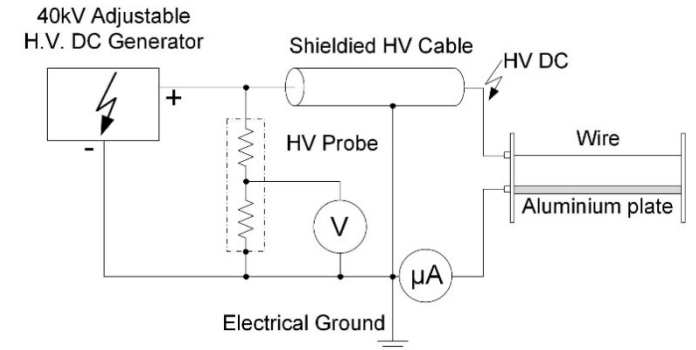 40kV Adjustable
H.V. DC Generator
Shieldied HV Cable
HV DC
+
-
HV Probe
Wire
Aluminium plate
V
µA
Electrical Ground